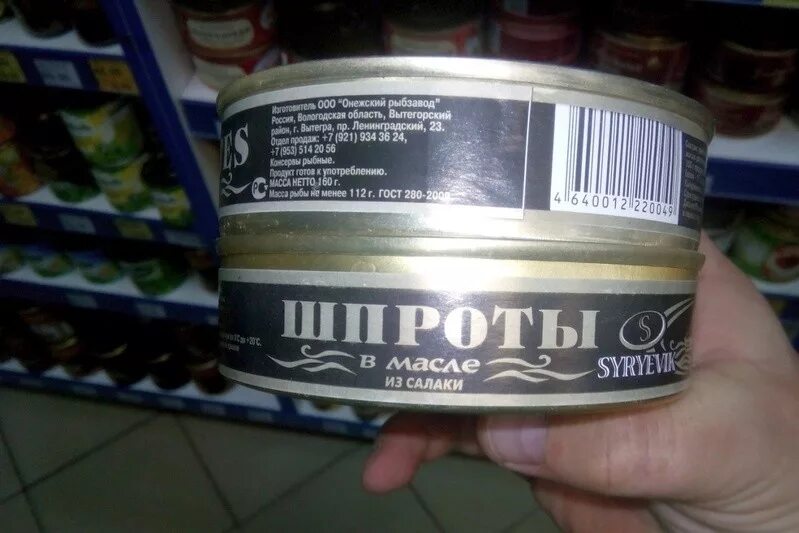 ES
Изготовитель ООО "Онежский рыбзавод"
Россия, Вологодская область, Вытегорский
район, г. Вытегра, пр. Ленинградский, 23.
Отдел продаж: +7 (921) 934 36 24,
+7 (953) 514 20 56
Консервы рыбные.
Продукт готов к употреблению.
МАССА НЕТТО 160 г.
Масса рыбы не менее 112 г. ГОСТ 280-2009
4 640012 220049
ШПРОТЫ
В МАСЛЕ
ИЗ САЛАКИ
S
SYRYEVIK